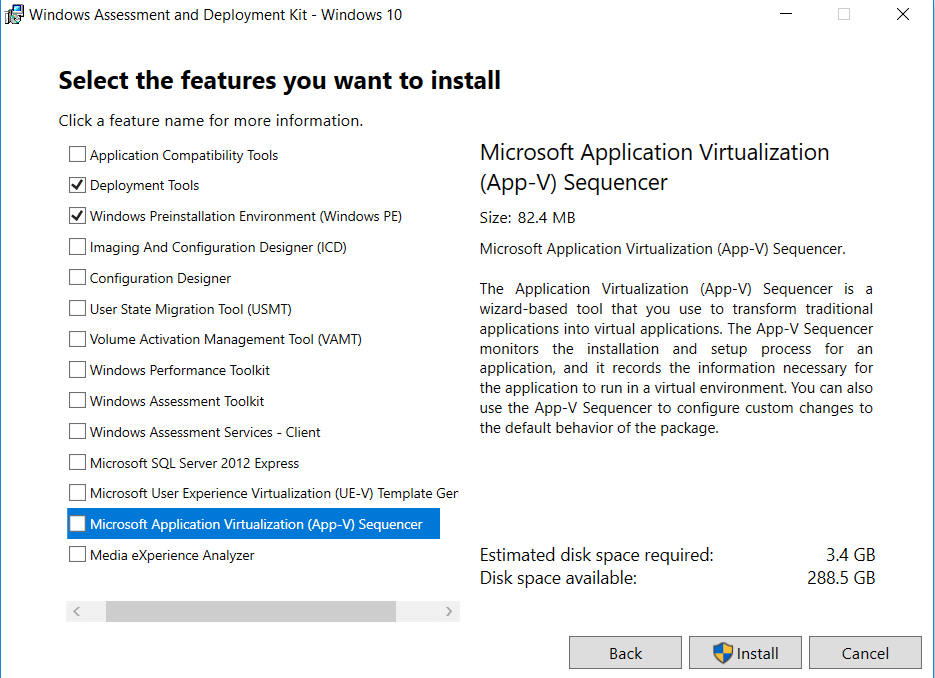 Windows Assessment and Deployment Kit - Windows 10
Select the features you want to install
Click a feature name for more information.
Application Compatibility Tools
Deployment Tools
Windows Preinstallation Environment (Windows PE)
Imaging And Configuration Designer (ICD)
Configuration Designer
User State Migration Tool (USMT)
Volume Activation Management Tool (VAMT)
Windows Performance Toolkit
Windows Assessment Toolkit
Windows Assessment Services - Client
Microsoft SQL Server 2012 Express
Microsoft User Experience Virtualization (UE-V) Template Ger
Microsoft Application Virtualization (App-V) Sequencer
Media eXperience Analyzer
Microsoft Application Virtualization
(App-V) Sequencer
Size: 82.4 MB
Microsoft Application Virtualization (App-V) Sequencer.
The Application Virtualization (App-V) Sequencer is a
wizard-based tool that you use to transform traditional
applications into virtual applications. The App-V Sequencer
monitors the installation and setup process for an
application, and it records the information necessary for
the application to run in a virtual environment. You can also
use the App-V Sequencer to configure custom changes to
the default behavior of the package.
Estimated disk space required: 3.4 GB
Disk space available: 288.5 GB
Back Install Cancel